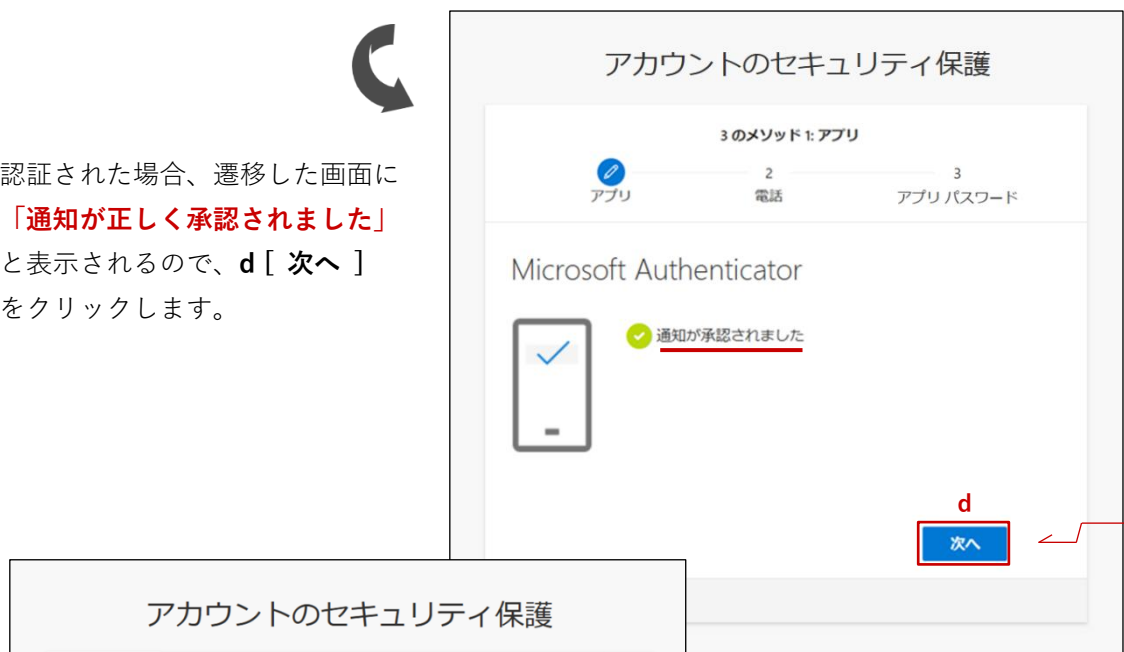 認証された場合、遷移した画面に
「通知が正しく承認されました」
と表示されるので、d［ 次へ ］
をクリックします。
アカウントのセキュリティ保護
3 のメソッド 1: アプリ
2
3
アプリ
電話
アプリ パスワード
Microsoft Authenticator
通知が承認されました
d
次へ
アカウントのセキュリティ保護